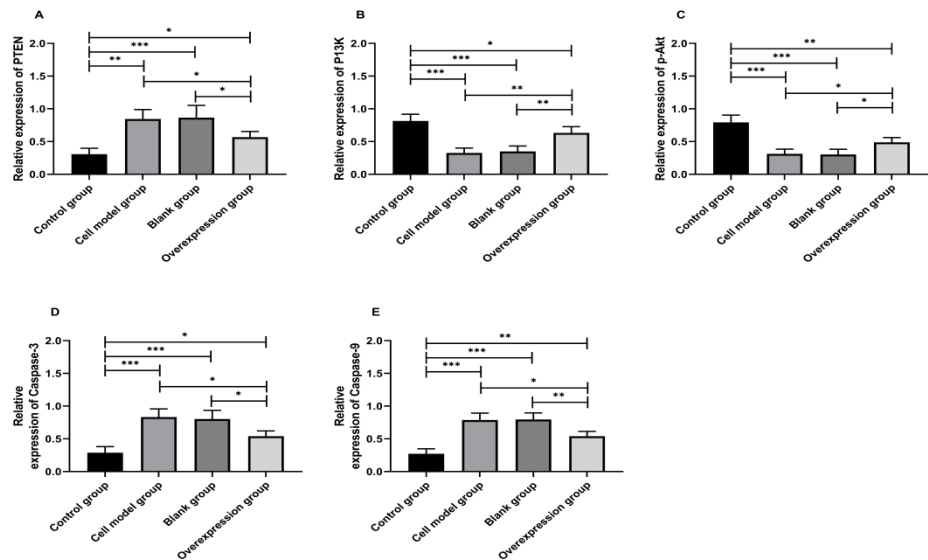 A
Relative expression of PTEN
2.0
1.5
1.0
0.5
0.0
*
***
**
*
*
Control group
Cell model group
Blank group
Overexpression group
B
Relative expression of P13K
2.0
1.5
1.0
0.5
0.0
*
***
***
**
**
Control group
Cell model group
Blank group
Overexpression group
C
Relative expression of p-Akt
2.0
1.5
1.0
0.5
0.0
**
***
***
*
*
Control group
Cell model group
Blank group
Overexpression group
D
Relative
expression of Caspase-3
2.0
1.5
1.0
0.5
0.0
*
***
***
*
*
Control group
Cell model group
Blank group
Overexpression group
E
Relative
expression of Caspase-9
2.0
1.5
1.0
0.5
0.0
**
***
***
*
**
Control group
Cell model group
Blank group
Overexpression group